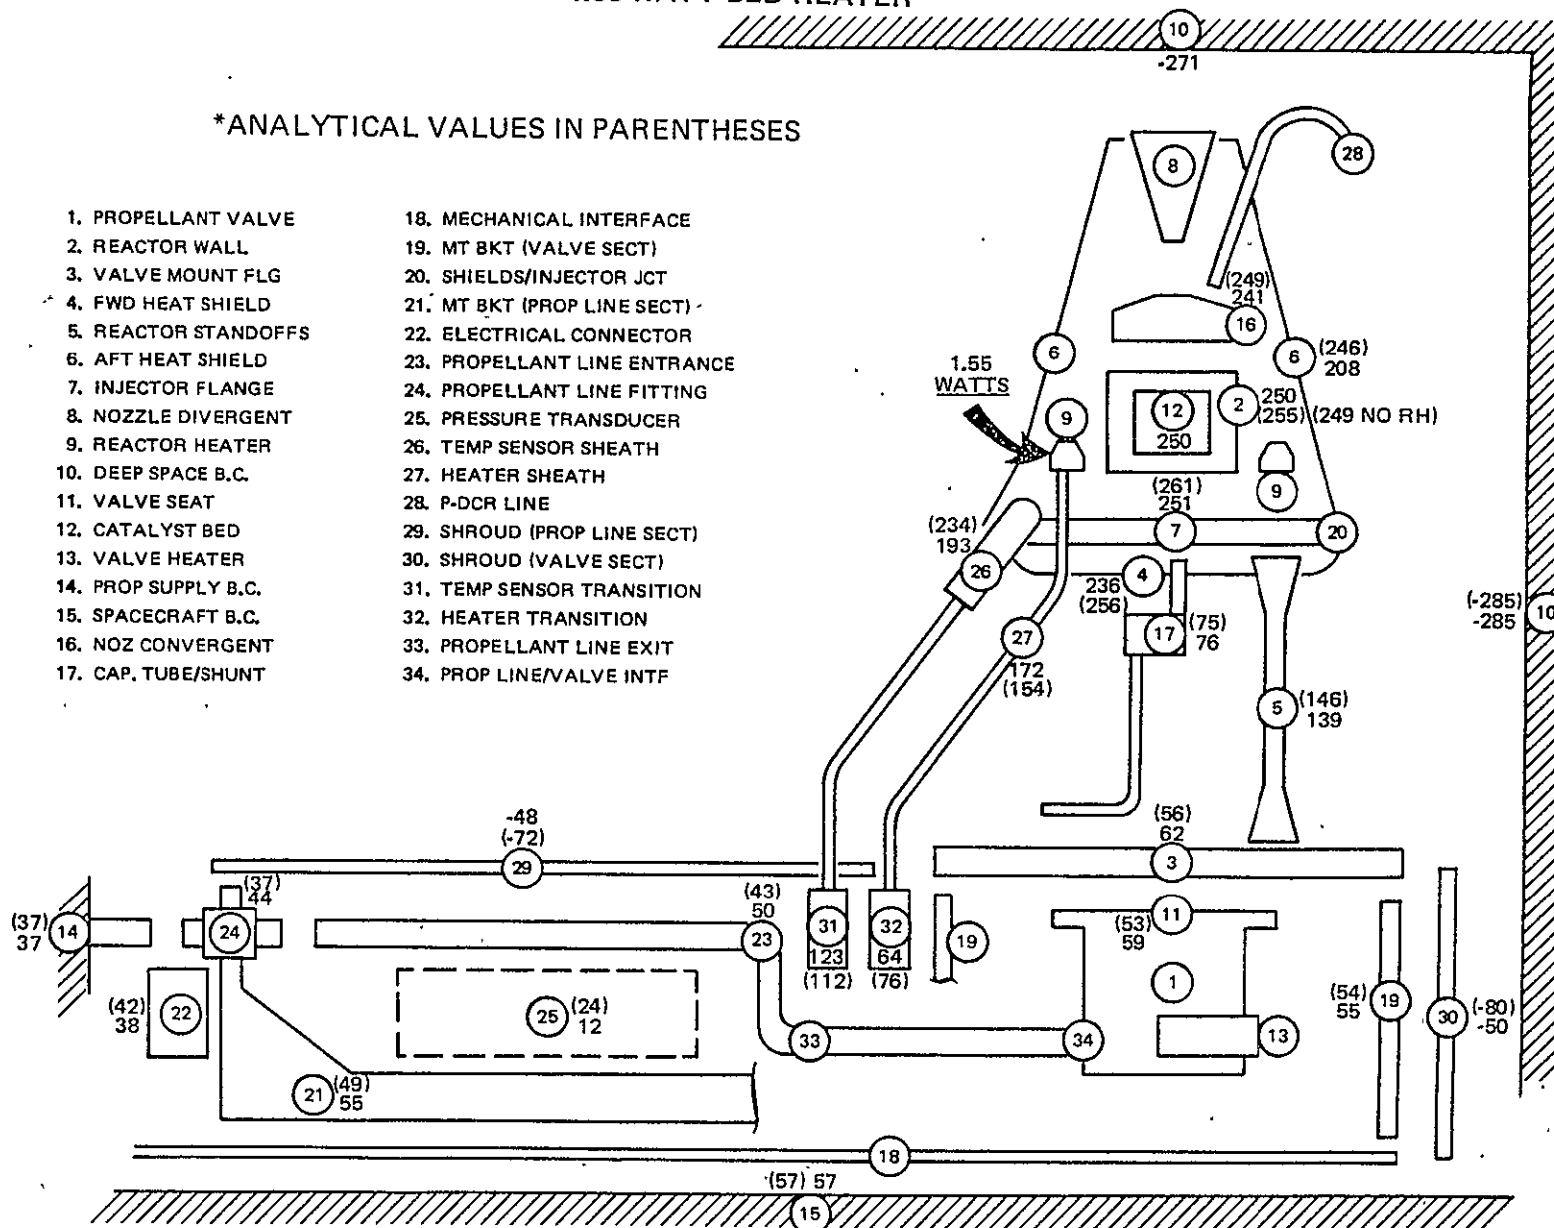 10
-271
*ANALYTICAL VALUES IN PARENTHESES
1. PROPELLANT VALVE
2. REACTOR WALL
3. VALVE MOUNT FLG
4. FWD HEAT SHIELD
5. REACTOR STANDOFFS
6. AFT HEAT SHIELD
7. INJECTOR FLANGE
8. NOZZLE DIVERGENT
9. REACTOR HEATER
10. DEEP SPACE B.C.
11. VALVE SEAT
12. CATALYST BED
13. VALVE HEATER
14. PROP SUPPLY B.C.
15. SPACECRAFT B.C.
16. NOZ CONVERGENT
17. CAP. TUBE/SHUNT
18. MECHANICAL INTERFACE
19. MT BKT (VALVE SECT)
20. SHIELDS/INJECTOR JCT
21. MT BKT (PROP LINE SECT)
22. ELECTRICAL CONNECTOR
23. PROPELLANT LINE ENTRANCE
24. PROPELLANT LINE FITTING
25. PRESSURE TRANSDUCER
26. TEMP SENSOR SHEATH
27. HEATER SHEATH
28. P-DCR LINE
29. SHROUD (PROP LINE SECT)
30. SHROUD (VALVE SECT)
31. TEMP SENSOR TRANSITION
32. HEATER TRANSITION
33. PROPELLANT LINE EXIT
34. PROP LINE/VALVE INTF
8
28
(249)
241
16
6
6
(246)
208
1.55
WATTS
9
12
250
2
250
(255) (249 NO RH)
9
(261)
251
7
20
(234)
193
26
4
236
(256)
17
(75)
76
27
172
(154)
5
(146)
139
(-285)
-285
10
-48
(-72)
29
(56)
62
3
(37)
37
14
(37)
44
24
(43)
50
23
31
123
(112)
32
64
(76)
19
11
(53)
59
1
(42)
38
22
25
(24)
12
33
34
13
(54)
55
19
30
(-80)
-50
21
(49)
55
18
(57) 57
15